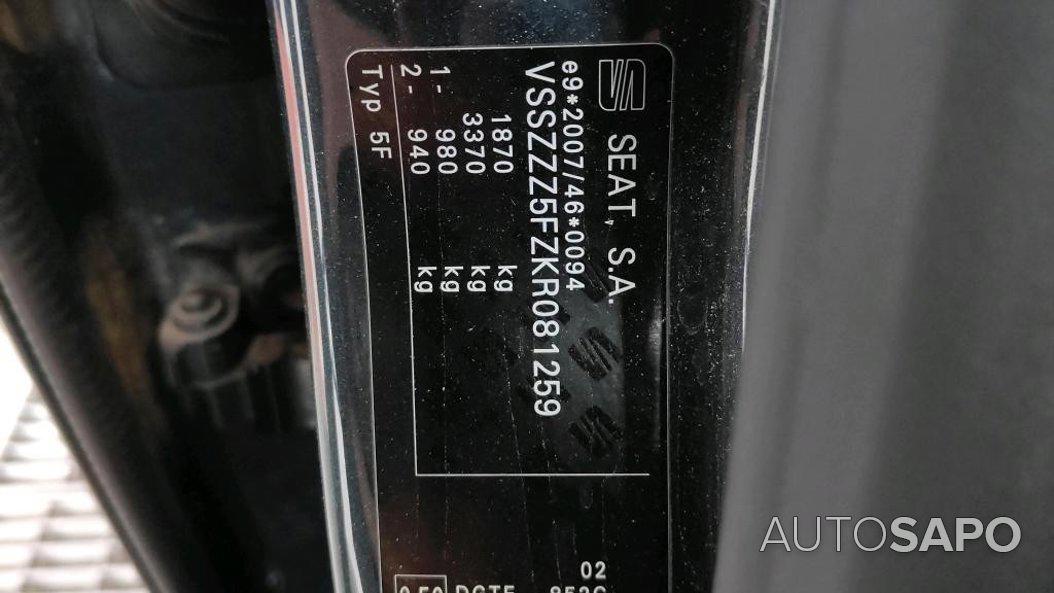 SEAT, S.A.
e9*2007/46*0094
VSSZZZ5FZKR081259
1870 kg
3370 kg
1- 980 kg
2- 940 kg
Typ 5F
02
AUTOSAPO